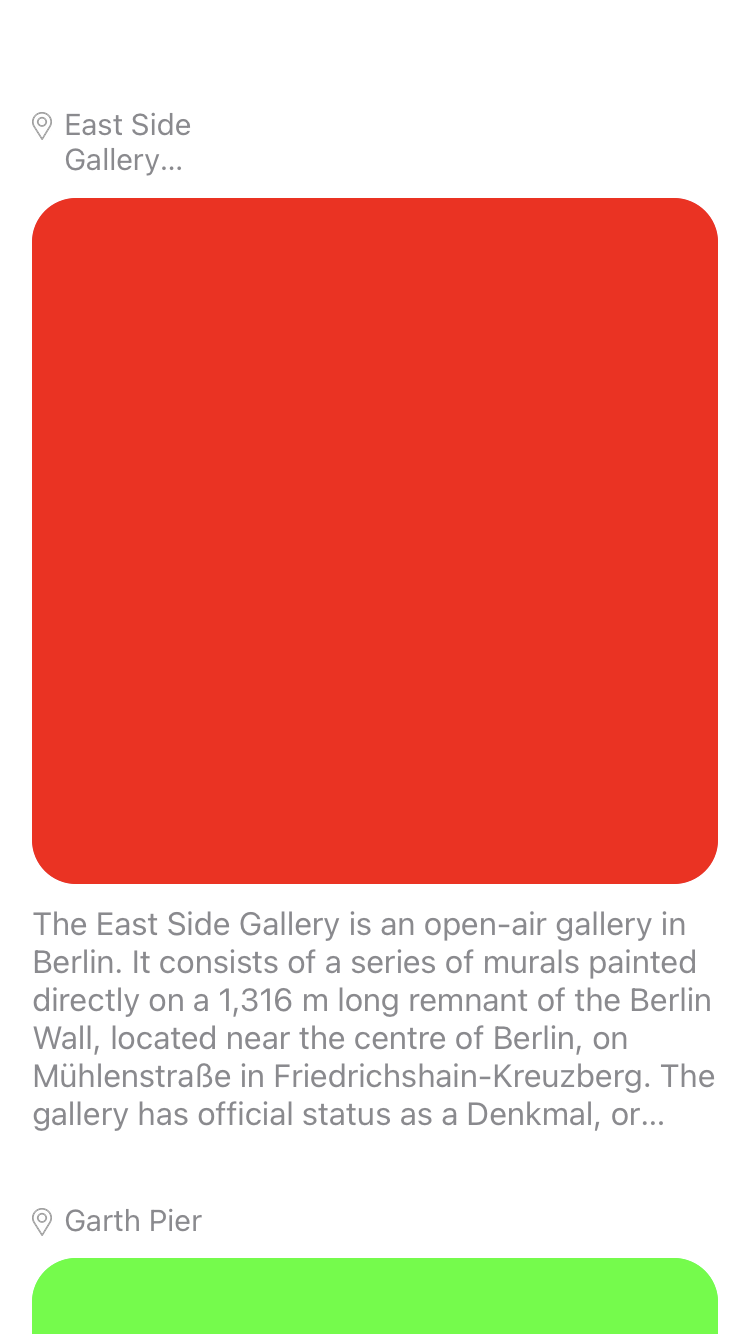 East Side
Gallery...
The East Side Gallery is an open-air gallery in
Berlin. It consists of a series of murals painted
directly on a 1,316 m long remnant of the Berlin
Wall, located near the centre of Berlin, on
Mühlenstraße in Friedrichshain-Kreuzberg. The
gallery has official status as a Denkmal, or...
Garth Pier